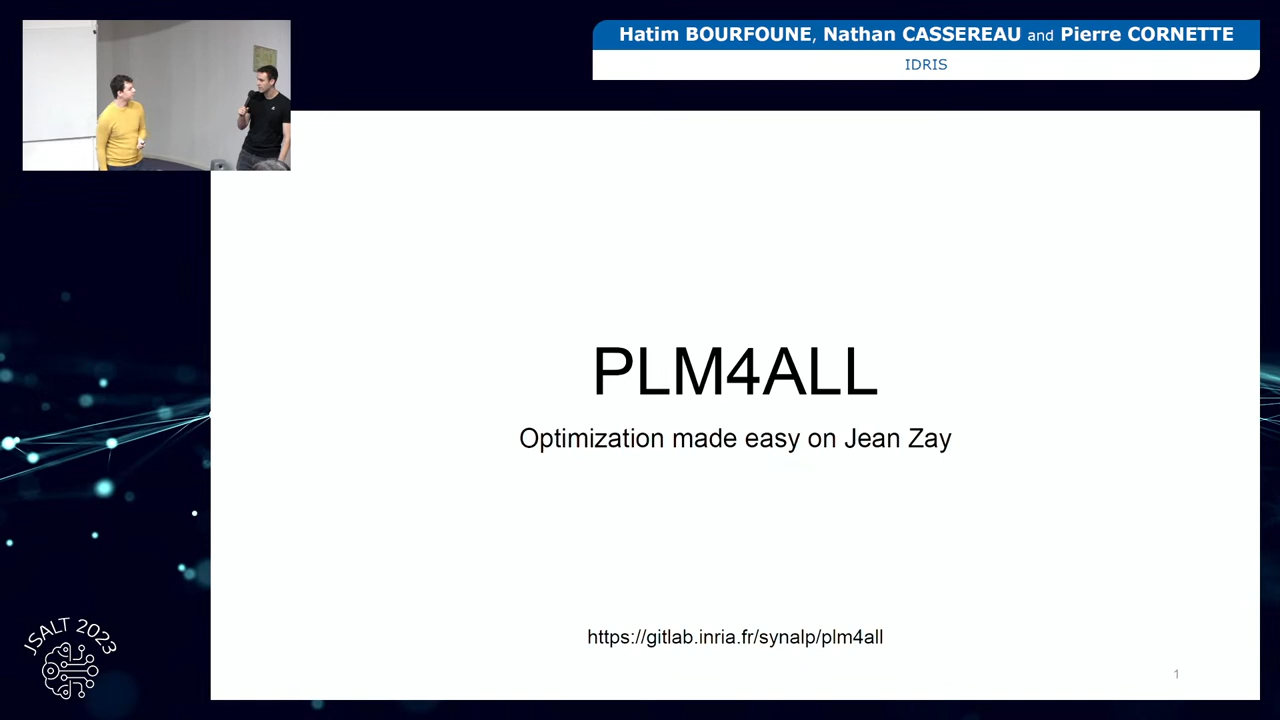 Hatim BOURFOUNE, Nathan CASSEREAU and Pierre CORNETTE
IDRIS
PLM4ALL
Optimization made easy on Jean Zay
https://gitlab.inria.fr/synalp/plm4all
1
JSALT 2023